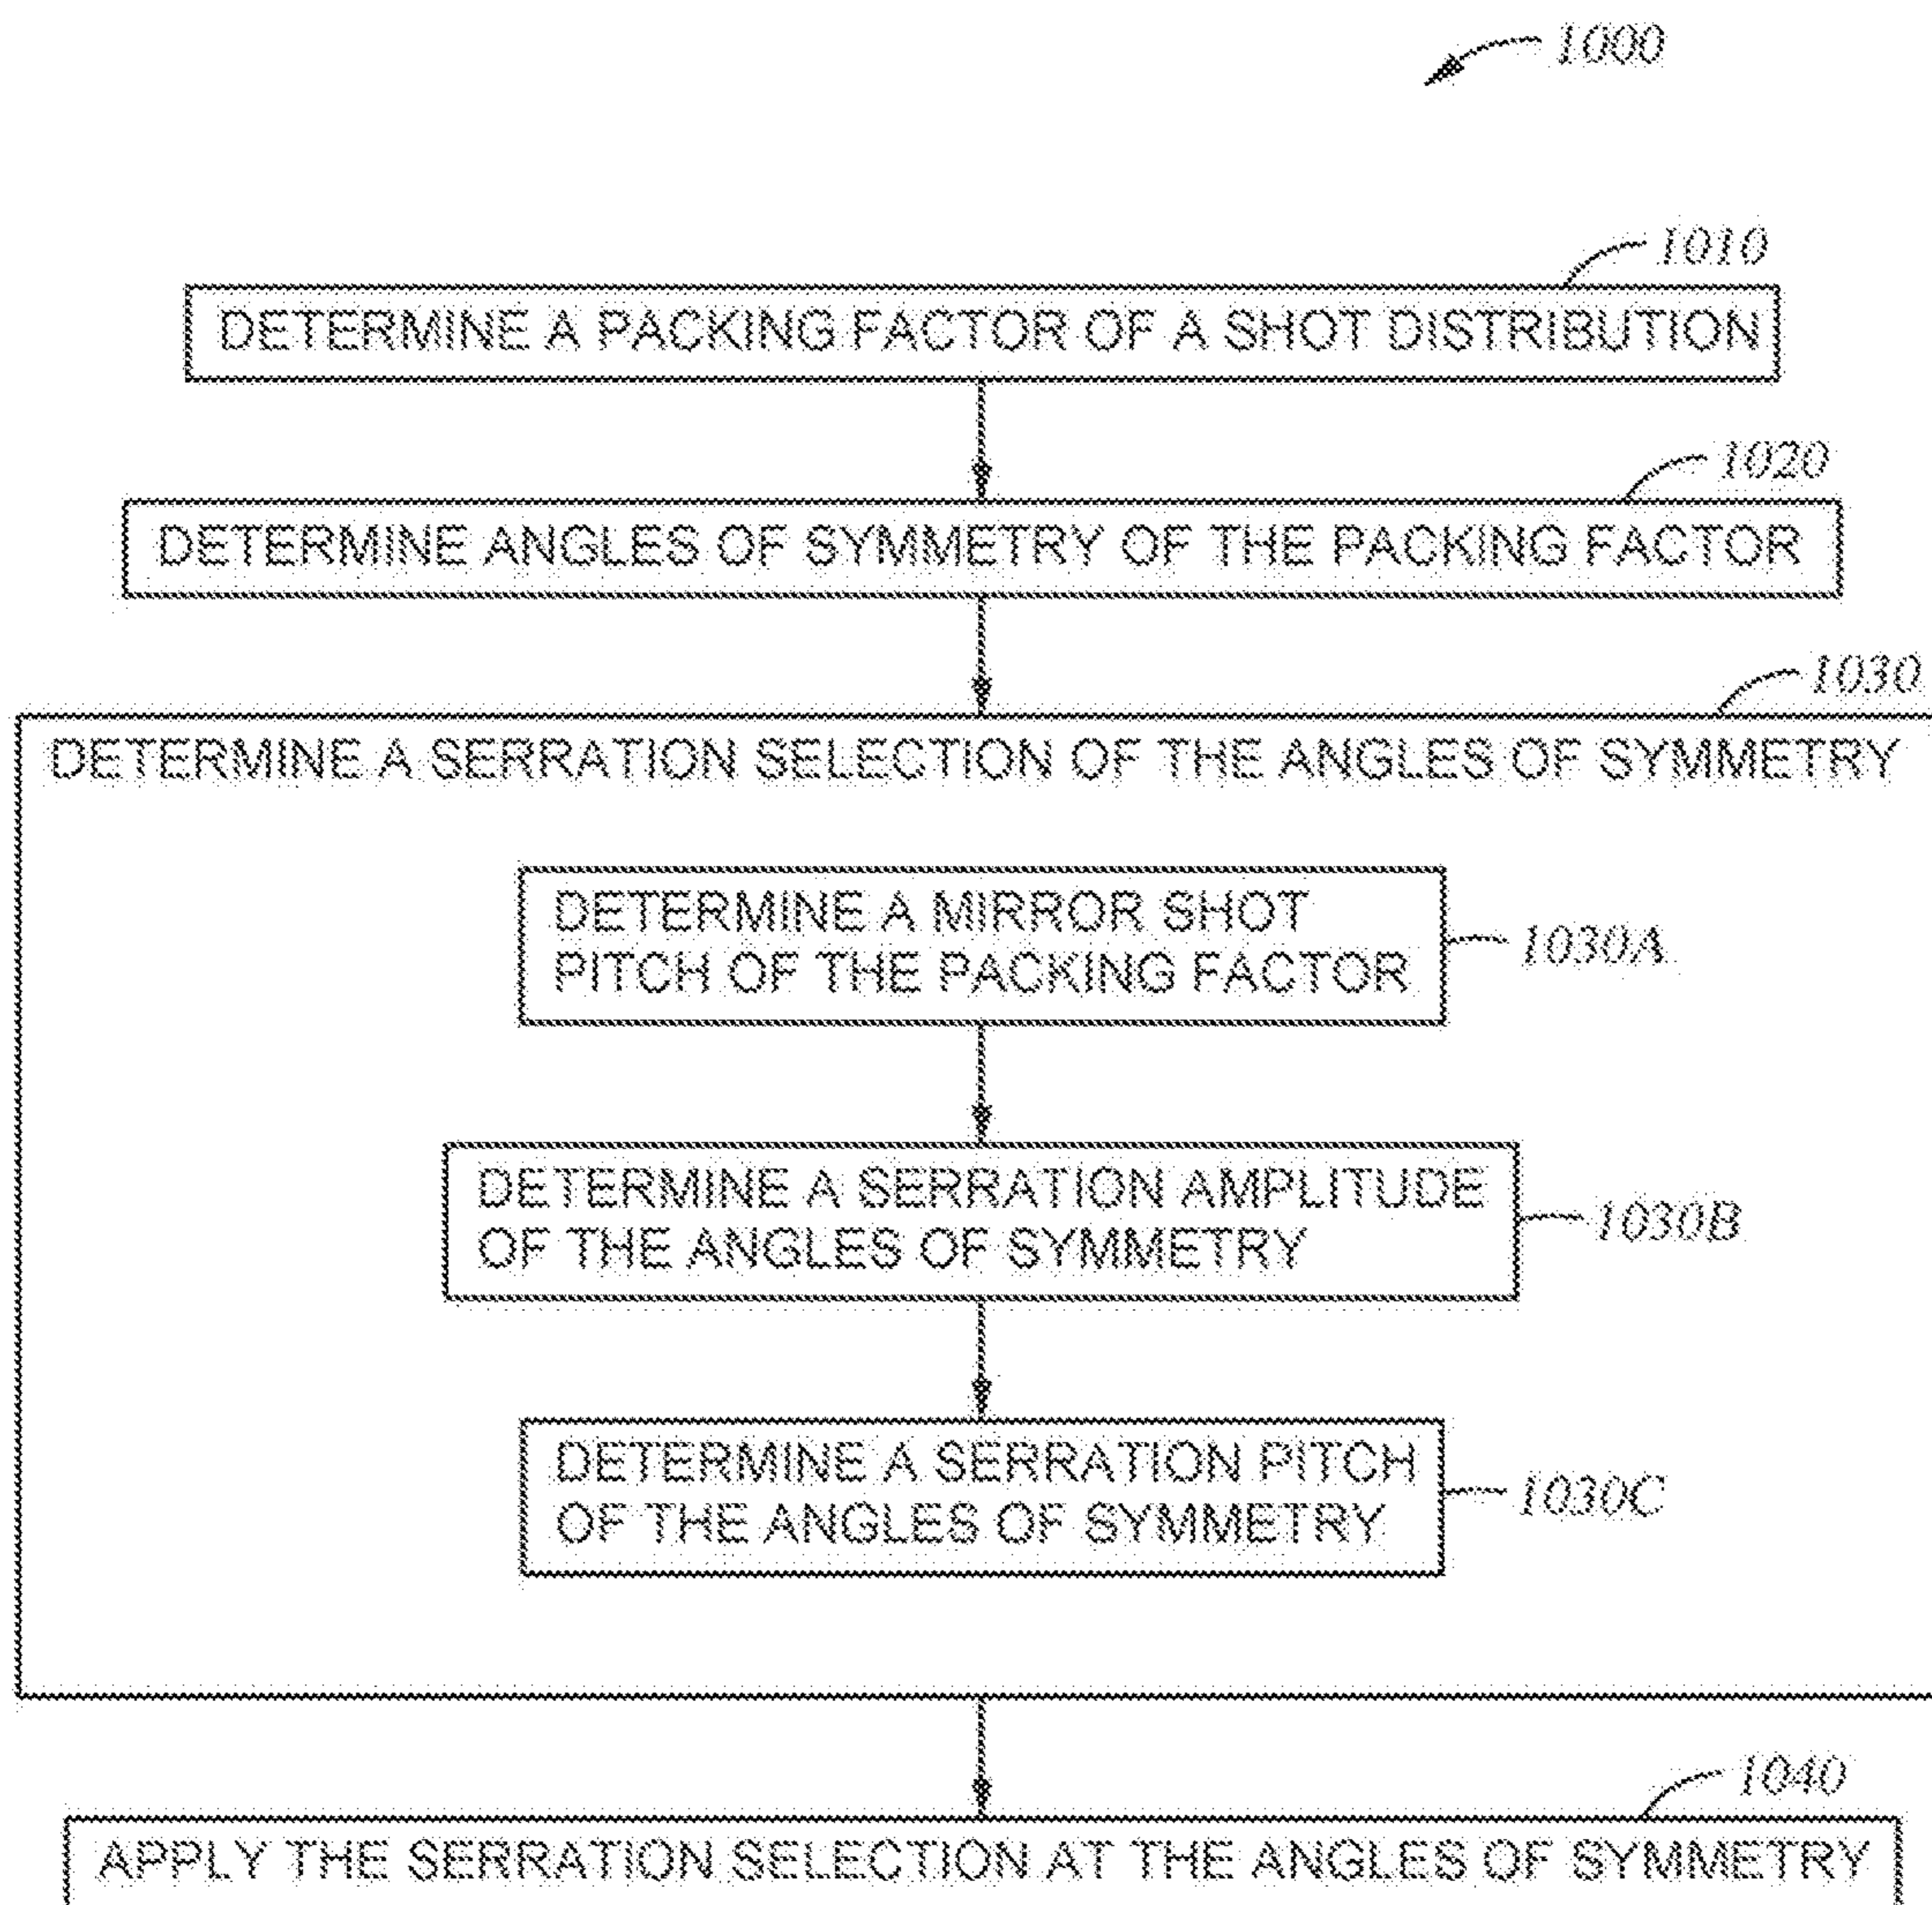 1000
1010
DETERMINE A PACKING FACTOR OF A SHOT DISTRIBUTION
1020
DETERMINE ANGLES OF SYMMETRY OF THE PACKING FACTOR
1030
DETERMINE A SERRATION SELECTION OF THE ANGLES OF SYMMETRY
DETERMINE A MIRROR SHOT
PITCH OF THE PACKING FACTOR
1030A
DETERMINE A SERRATION AMPLITUDE
OF THE ANGLES OF SYMMETRY
1030B
DETERMINE A SERRATION PITCH
OF THE ANGLES OF SYMMETRY
1030C
1040
APPLY THE SERRATION SELECTION AT THE ANGLES OF SYMMETRY